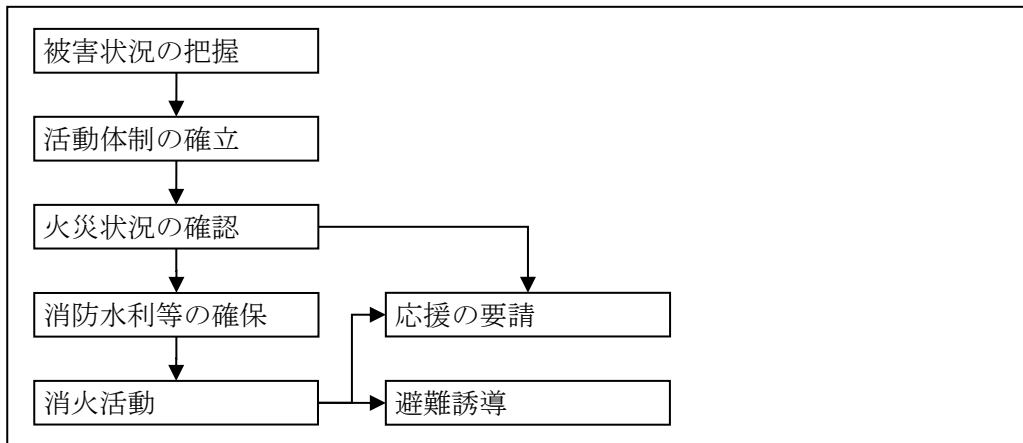 被害状況の把握
活動体制の確立
火災状況の確認
消防水利等の確保
応援の要請
消火活動
避難誘導